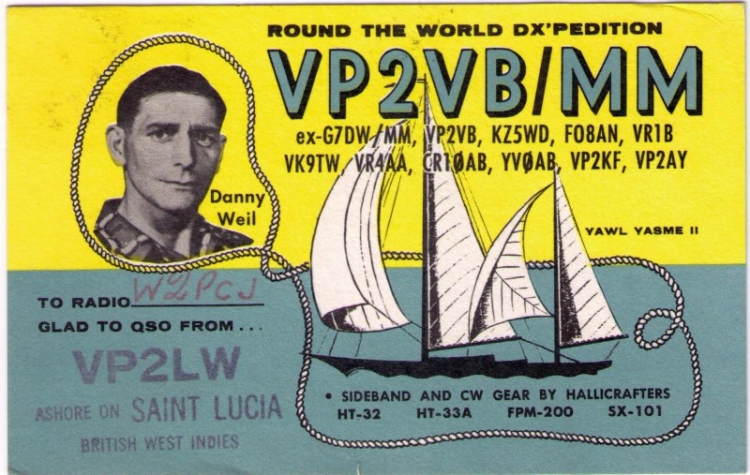 ROUND THE WORLD DX'PEDITION
VP2VB/MM
ex-G7DW/MM, VP2VB, KZ5WD, FO8AN, VR1B
VK9TW, VR4AA, CR1ØAB, YVØAB, VP2KF, VP2AY
Danny
Weil
YAWL YASME II
TO RADIO W2PCJ
GLAD TO QSO FROM...
VP2LW
ASHORE ON SAINT LUCIA
BRITISH WEST INDIES
• SIDEBAND AND CW GEAR BY HALLICRAFTERS
HT-32 HT-33A FPM-200 SX-101